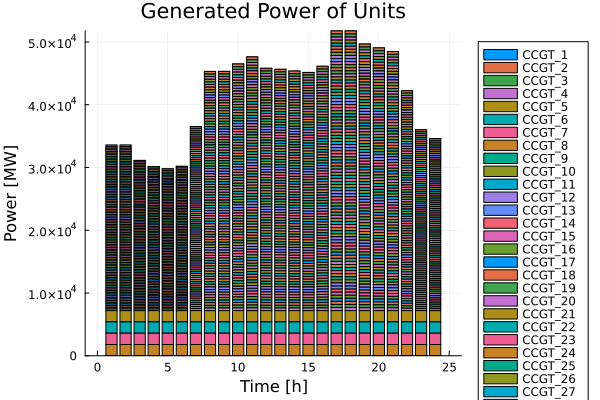 Generated Power of Units
Power [MW]
5.0×10⁴
4.0×10⁴
3.0×10⁴
2.0×10⁴
1.0×10⁴
0
0 5 10 15 20 25
Time [h]
CCGT_1
CCGT_2
CCGT_3
CCGT_4
CCGT_5
CCGT_6
CCGT_7
CCGT_8
CCGT_9
CCGT_10
CCGT_11
CCGT_12
CCGT_13
CCGT_14
CCGT_15
CCGT_16
CCGT_17
CCGT_18
CCGT_19
CCGT_20
CCGT_21
CCGT_22
CCGT_23
CCGT_24
CCGT_25
CCGT_26
CCGT_27